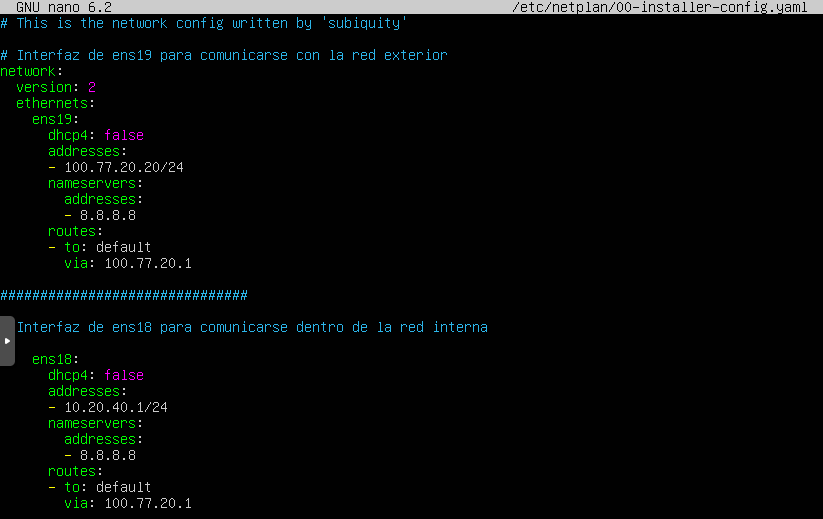 GNU nano 6.2 /etc/netplan/00-installer-config.yaml
# This is the network config written by 'subiquity'
# Interfaz de ens19 para comunicarse con la red exterior
network:
  version: 2
  ethernets:
    ens19:
      dhcp4: false
      addresses:
      - 100.77.20.20/24
      nameservers:
        addresses:
        - 8.8.8.8
      routes:
      - to: default
        via: 100.77.20.1
###############################
Interfaz de ens18 para comunicarse dentro de la red interna
    ens18:
      dhcp4: false
      addresses:
      - 10.20.40.1/24
      nameservers:
        addresses:
        - 8.8.8.8
      routes:
      - to: default
        via: 100.77.20.1